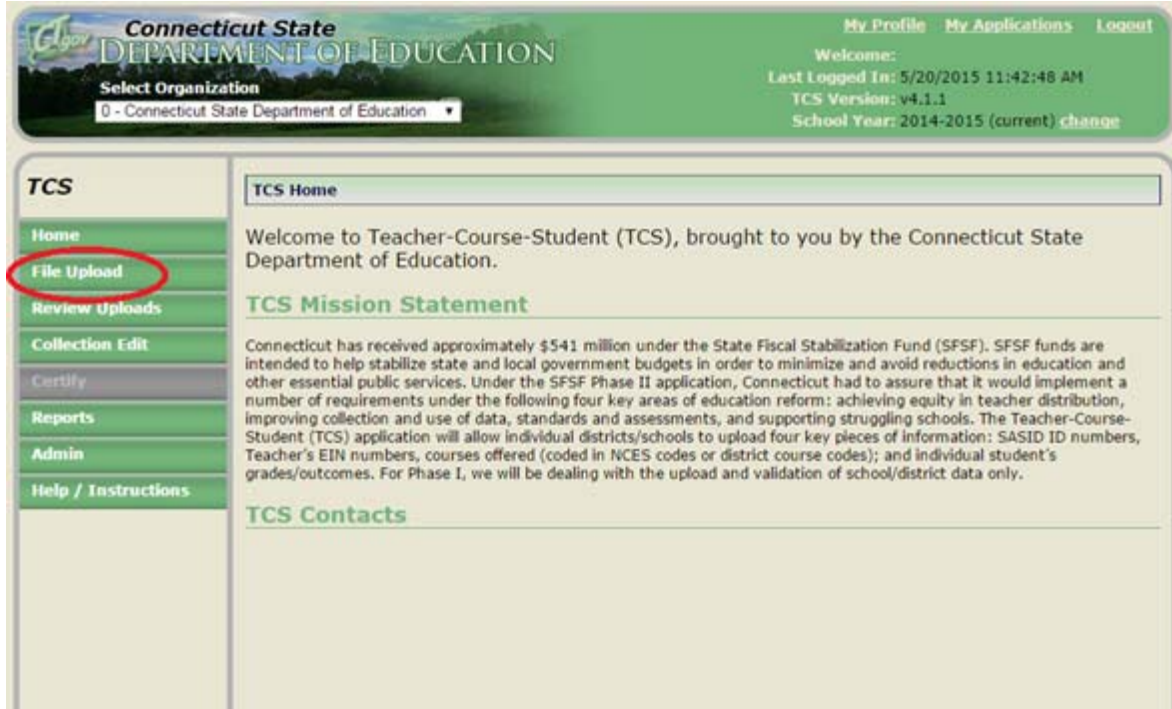 CT.gov
Connecticut State
DEPARTMENT OF EDUCATION
Select Organization
0 - Connecticut State Department of Education
My Profile My Applications Logout
Welcome:
Last Logged In: 5/20/2015 11:42:48 AM
TCS Version: v4.1.1
School Year: 2014-2015 (current) change
TCS
Home
File Upload
Review Uploads
Collection Edit
Certify
Reports
Admin
Help / Instructions
TCS Home
Welcome to Teacher-Course-Student (TCS), brought to you by the Connecticut State
Department of Education.
TCS Mission Statement
Connecticut has received approximately $541 million under the State Fiscal Stabilization Fund (SFSF). SFSF funds are
intended to help stabilize state and local government budgets in order to minimize and avoid reductions in education and
other essential public services. Under the SFSF Phase II application, Connecticut had to assure that it would implement a
number of requirements under the following four key areas of education reform: achieving equity in teacher distribution,
improving collection and use of data, standards and assessments, and supporting struggling schools. The Teacher-Course-
Student (TCS) application will allow individual districts/schools to upload four key pieces of information: SASID ID numbers,
Teacher's EIN numbers, courses offered (coded in NCES codes or district course codes); and individual student's
grades/outcomes. For Phase I, we will be dealing with the upload and validation of school/district data only.
TCS Contacts